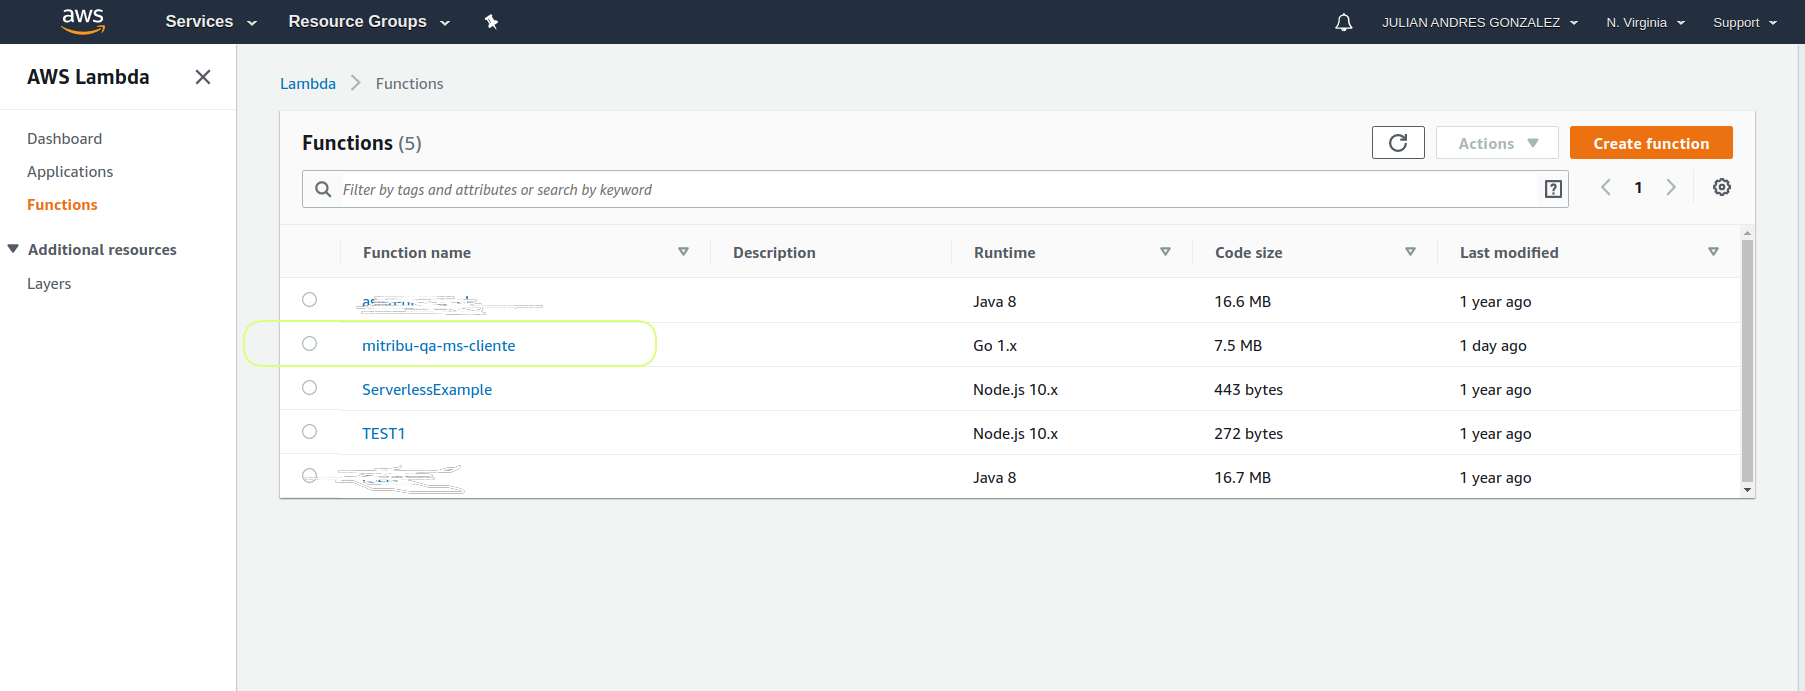 aws Services Resource Groups JULIAN ANDRES GONZALEZ N. Virginia Support
AWS Lambda
Dashboard
Applications
Functions
Additional resources
Layers
Lambda Functions
Functions (5)
Actions Create function
Filter by tags and attributes or search by keyword ? 1
Function name Description Runtime Code size Last modified
Java 8 16.6 MB 1 year ago
mitribu-qa-ms-cliente Go 1.x 7.5 MB 1 day ago
ServerlessExample Node.js 10.x 443 bytes 1 year ago
TEST1 Node.js 10.x 272 bytes 1 year ago
Java 8 16.7 MB 1 year ago